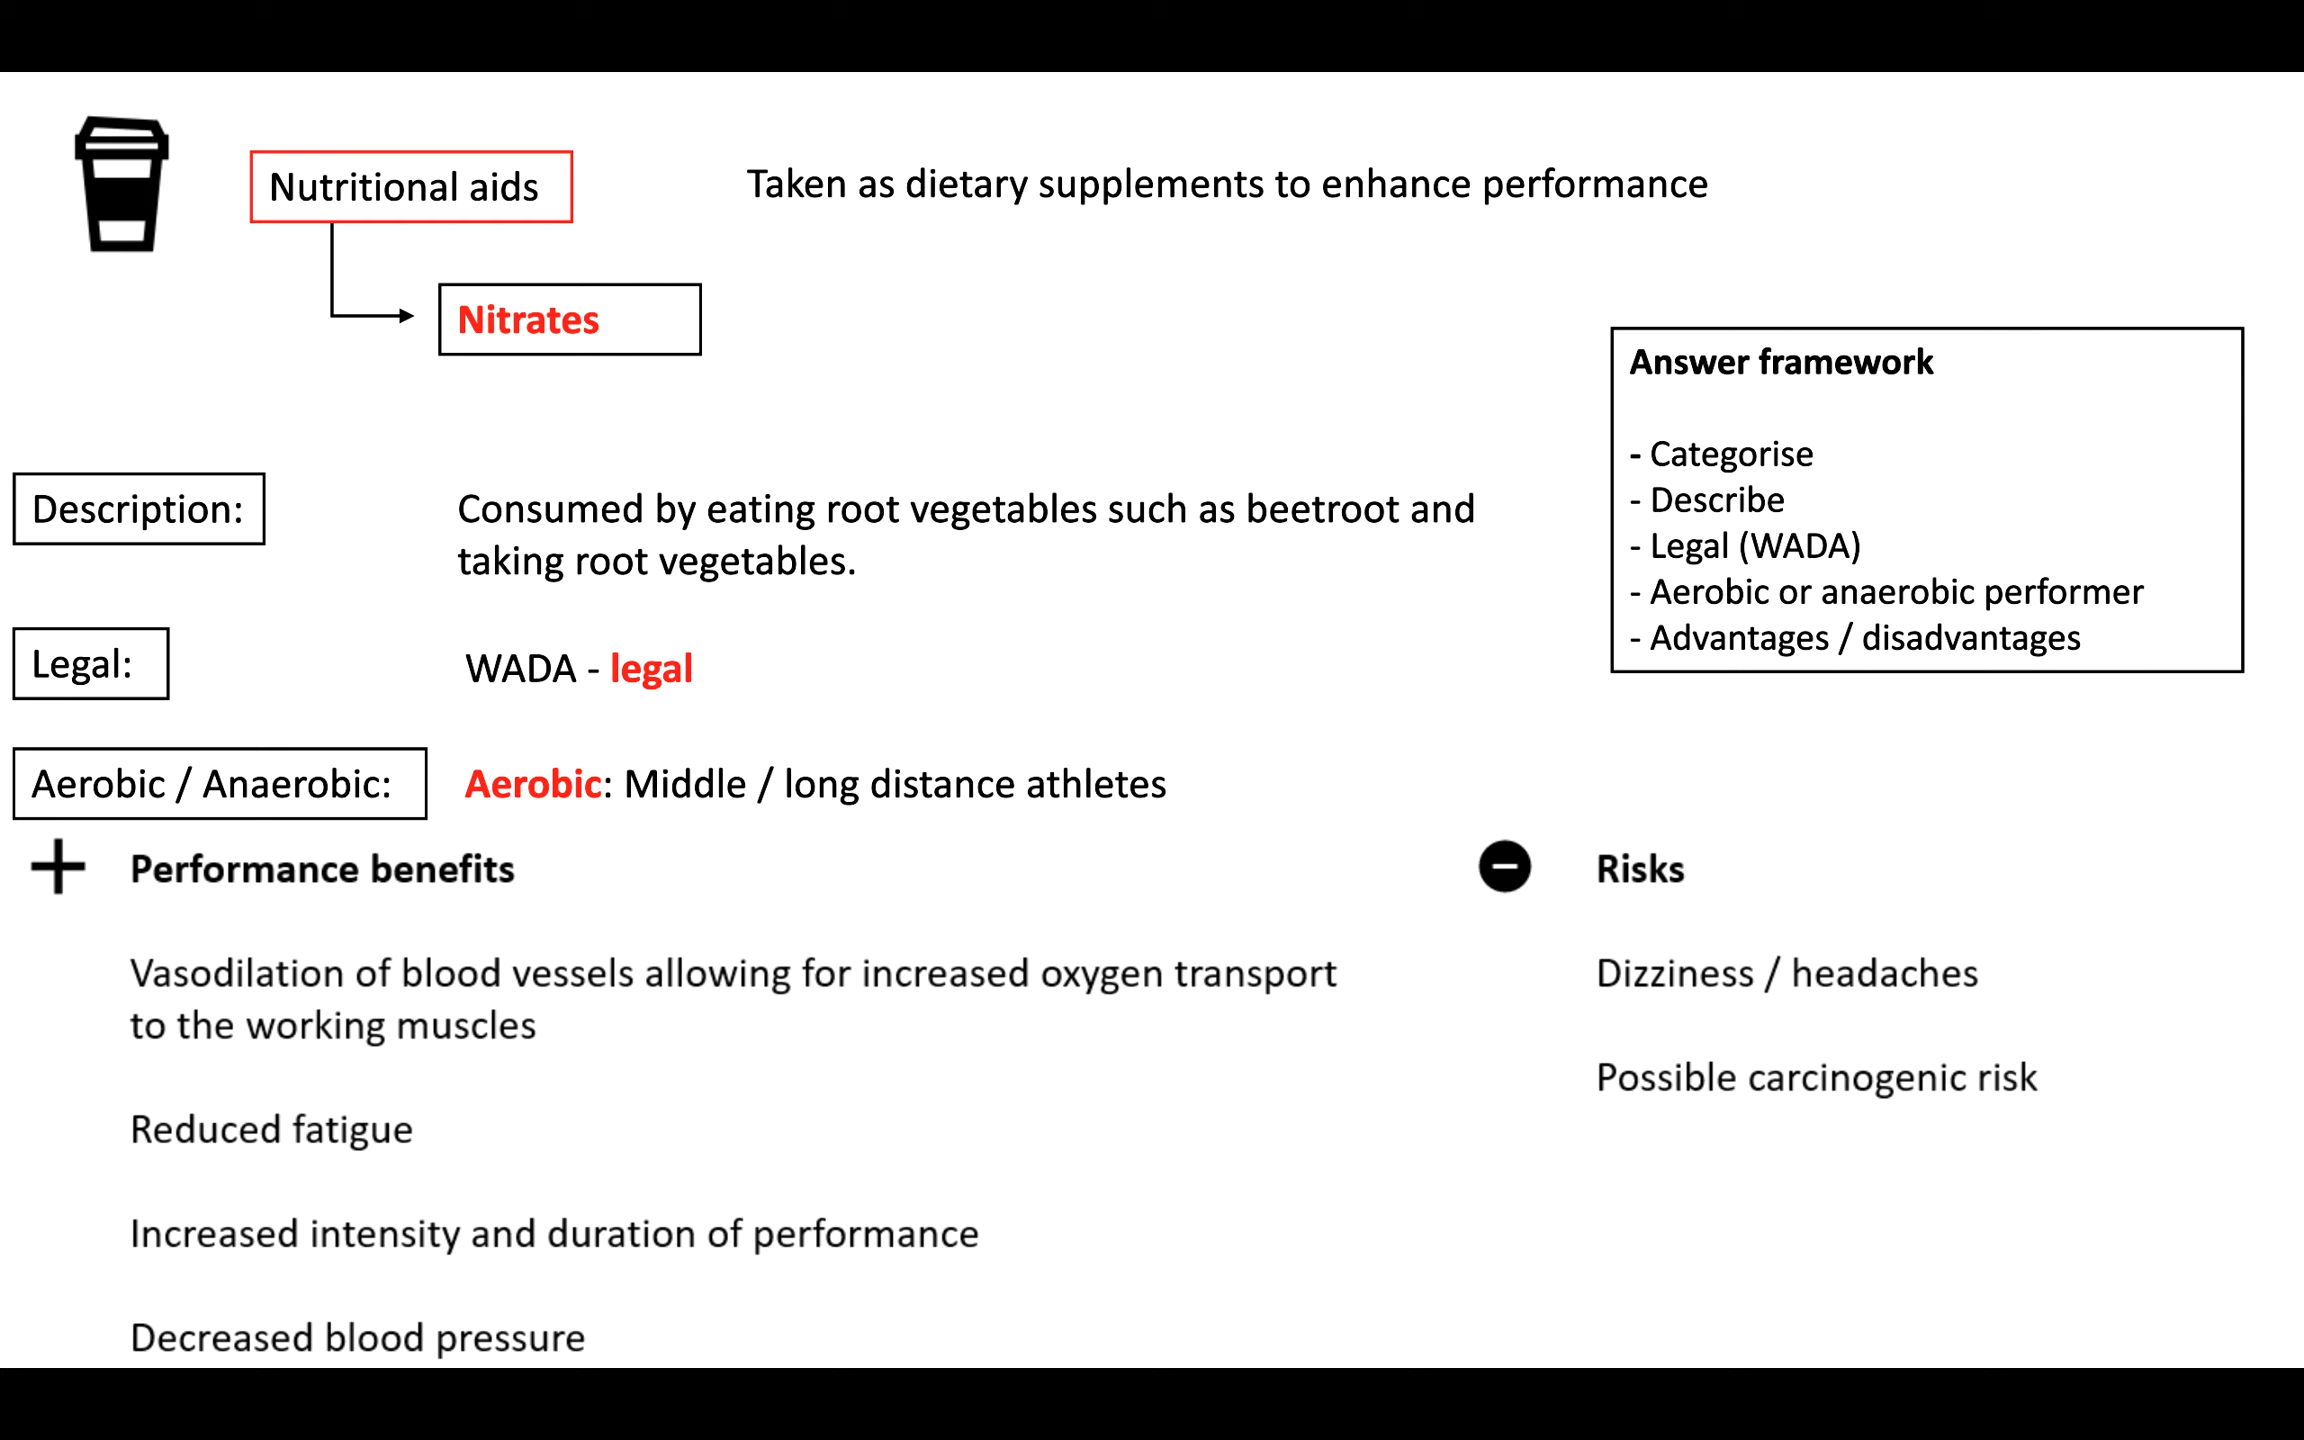 Nutritional aids
Taken as dietary supplements to enhance performance
Nitrates
Answer framework
- Categorise
- Describe
- Legal (WADA)
- Aerobic or anaerobic performer
- Advantages / disadvantages
Description:
Consumed by eating root vegetables such as beetroot and
taking root vegetables.
Legal:
WADA - legal
Aerobic / Anaerobic:
Aerobic: Middle / long distance athletes
Performance benefits
Vasodilation of blood vessels allowing for increased oxygen transport
to the working muscles
Reduced fatigue
Increased intensity and duration of performance
Decreased blood pressure
Risks
Dizziness / headaches
Possible carcinogenic risk